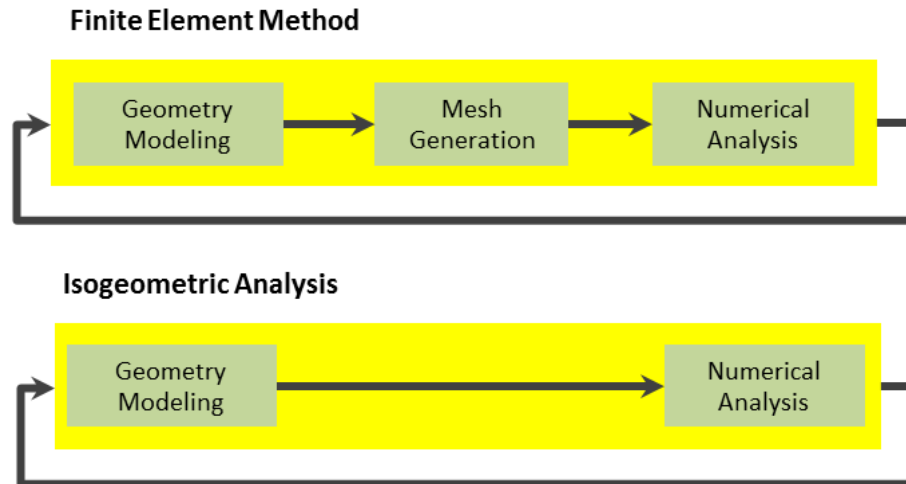 Finite Element Method
Geometry
Modeling
Mesh
Generation
Numerical
Analysis
Isogeometric Analysis
Geometry
Modeling
Numerical
Analysis